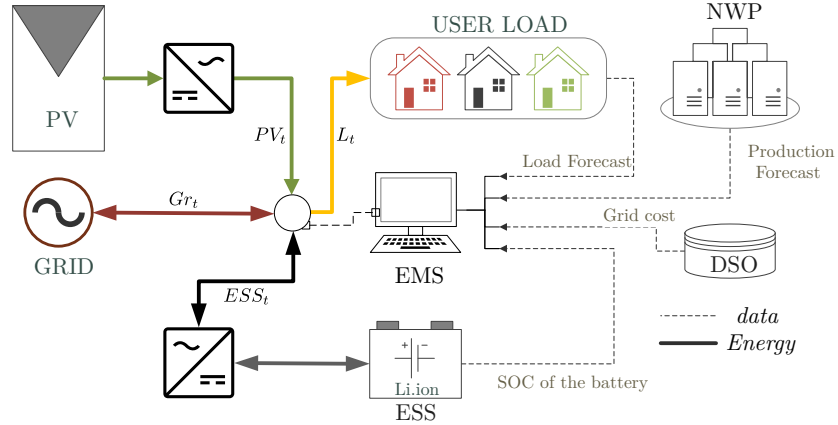 USER LOAD
NWP
PV
PV_t
L_t
Load Forecast
Production
Forecast
Gr_t
Grid cost
GRID
EMS
DSO
ESS_t
data
Energy
+ −
Li.ion
ESS
SOC of the battery